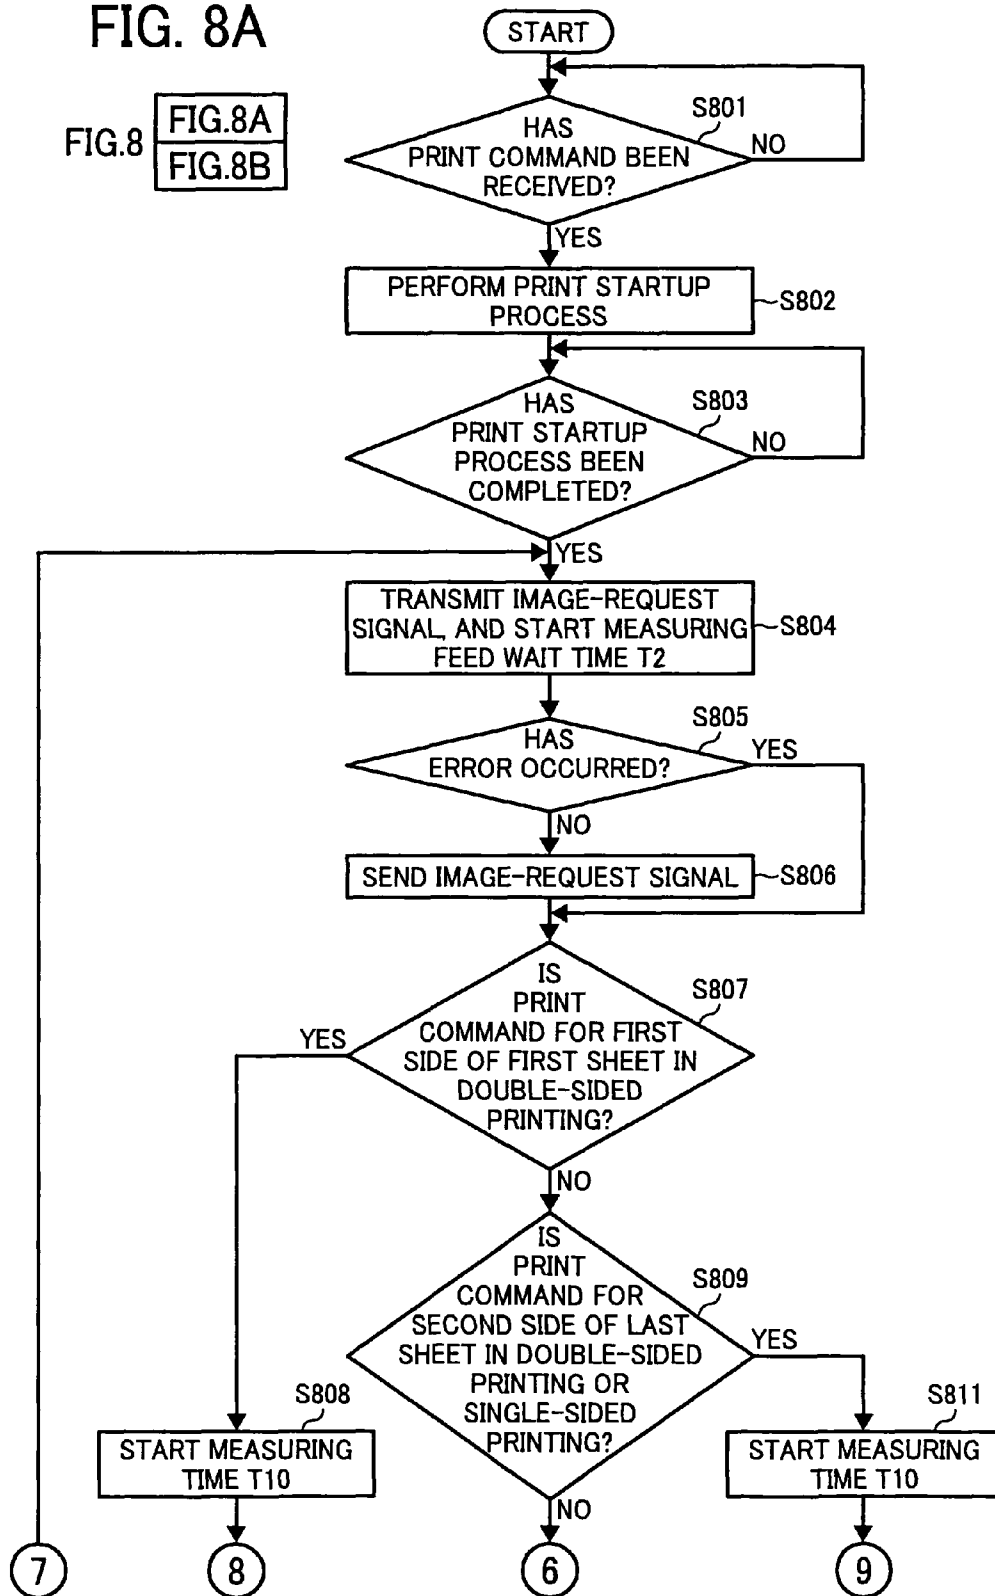 FIG. 8A
FIG.8
FIG.8A
FIG.8B
START
HAS
PRINT COMMAND BEEN
RECEIVED?
S801
NO
YES
PERFORM PRINT STARTUP
PROCESS
S802
HAS
PRINT STARTUP
PROCESS BEEN
COMPLETED?
S803
NO
YES
TRANSMIT IMAGE-REQUEST
SIGNAL, AND START MEASURING
FEED WAIT TIME T2
S804
HAS
ERROR OCCURRED?
S805
YES
NO
SEND IMAGE-REQUEST SIGNAL
S806
IS
PRINT
COMMAND FOR FIRST
SIDE OF FIRST SHEET IN
DOUBLE-SIDED
PRINTING?
S807
YES
NO
IS
PRINT
COMMAND FOR
SECOND SIDE OF LAST
SHEET IN DOUBLE-SIDED
PRINTING OR
SINGLE-SIDED
PRINTING?
S809
YES
NO
S808
START MEASURING
TIME T10
S811
START MEASURING
TIME T10
7
8
6
9